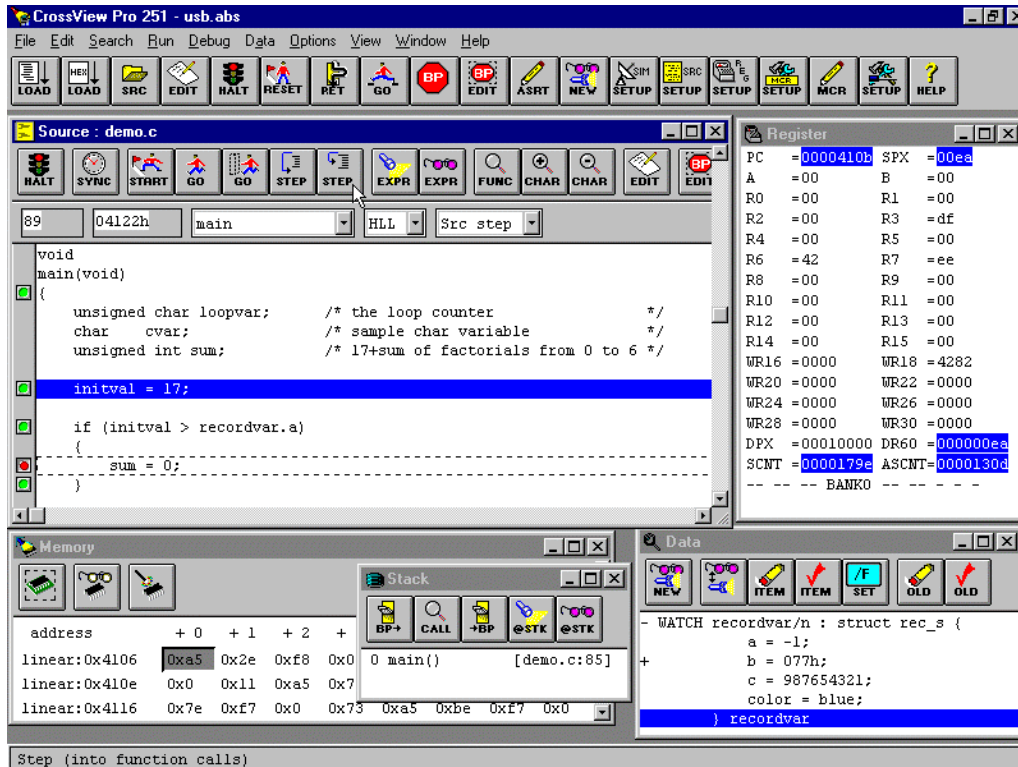 CrossView Pro 251 - usb.abs
File Edit Search Run Debug Data Options View Window Help
LOAD HEX LOAD SRC EDIT HALT RESET RET GO BP BP EDIT ASRT NEW SIM SETUP SRC SETUP REG SETUP MCR SETUP MCR SETUP ? HELP
Source : demo.c
HALT SYNC START GO GO STEP STEP EXPR EXPR FUNC CHAR CHAR EDIT BP EDIT
89 04122h main HLL Src step
void
main(void)
{
unsigned char loopvar; /* the loop counter */
char cvar; /* sample char variable */
unsigned int sum; /* 17+sum of factorials from 0 to 6 */
initval = 17;
if (initval > recordvar.a)
{
sum = 0;
}
Register
PC =0000410b SPX =00ea
A =00 B =00
R0 =00 R1 =00
R2 =00 R3 =df
R4 =00 R5 =00
R6 =42 R7 =ee
R8 =00 R9 =00
R10 =00 R11 =00
R12 =00 R13 =00
R14 =00 R15 =00
WR16 =0000 WR18 =4282
WR20 =0000 WR22 =0000
WR24 =0000 WR26 =0000
WR28 =0000 WR30 =0000
DPX =00010000 DR60 =000000ea
SCNT =0000179e ASCNT=0000130d
-- -- -- BANK0 -- -- - - -
Memory
address + 0 + 1 + 2 +
linear:0x4106 0xa5 0x2e 0xf8 0x0
linear:0x410e 0x0 0x11 0xa5 0x7
linear:0x4116 0x7e 0xf7 0x0 0x73 0xa5 0xbe 0xf7 0x0
Stack
BP→ CALL →BP @STK @STK
0 main() [demo.c:85]
Data
NEW ITEM ITEM /F SET OLD OLD
- WATCH recordvar/n : struct rec_s {
a = -1;
+ b = 077h;
c = 987654321;
color = blue;
} recordvar
Step (into function calls)